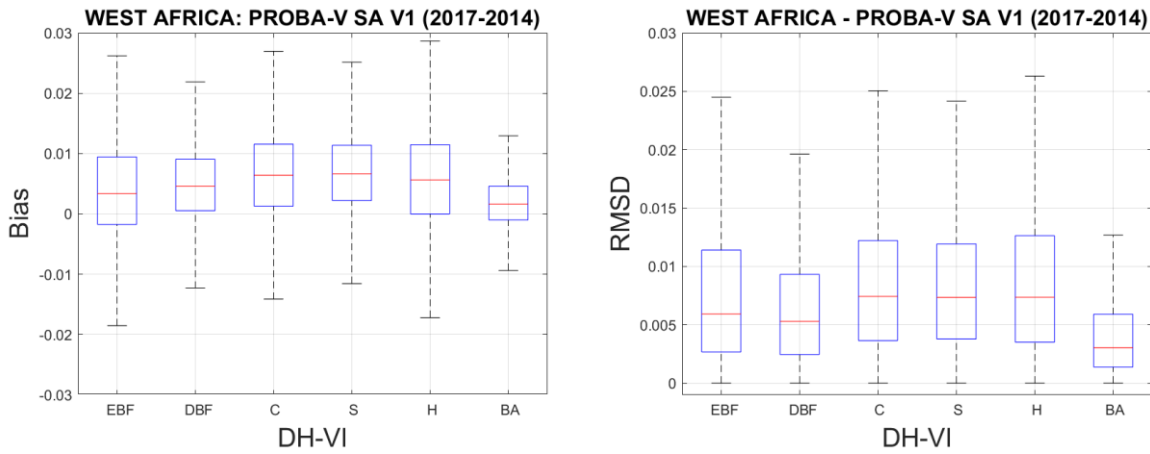 WEST AFRICA: PROBA-V SA V1 (2017-2014)
0.03
0.02
0.01
0
-0.01
-0.02
-0.03
Bias
EBF DBF C S H BA
DH-VI
WEST AFRICA - PROBA-V SA V1 (2017-2014)
0.03
0.025
0.02
0.015
0.01
0.005
0
RMSD
EBF DBF C S H BA
DH-VI